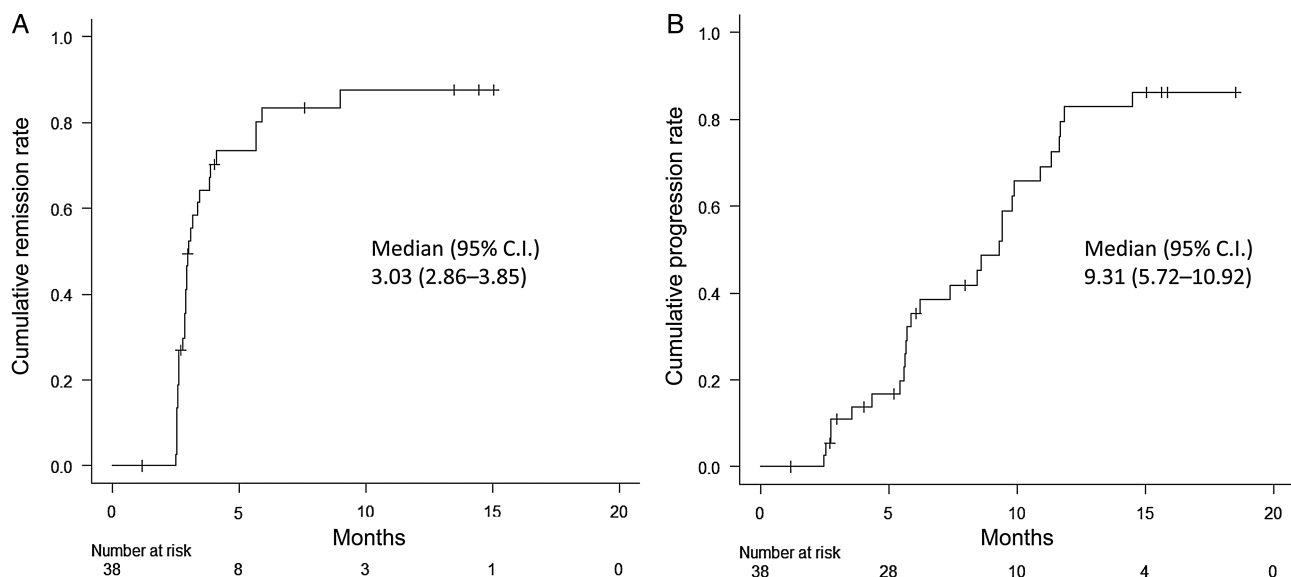 A
Cumulative remission rate
1.0
0.8
0.6
0.4
0.2
0.0
Median (95% C.I.)
3.03 (2.86–3.85)
0 5 10 15 20
Months
Number at risk
38 8 3 1 0
B
Cumulative progression rate
1.0
0.8
0.6
0.4
0.2
0.0
Median (95% C.I.)
9.31 (5.72–10.92)
0 5 10 15 20
Months
Number at risk
38 28 10 4 0